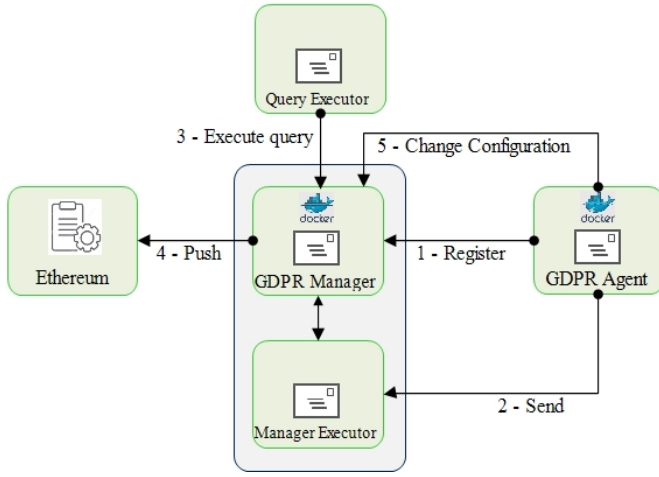 Query Executor
3 - Execute query
5 - Change Configuration
docker
docker
Ethereum
4 - Push
GDPR Manager
1 - Register
GDPR Agent
Manager Executor
2 - Send